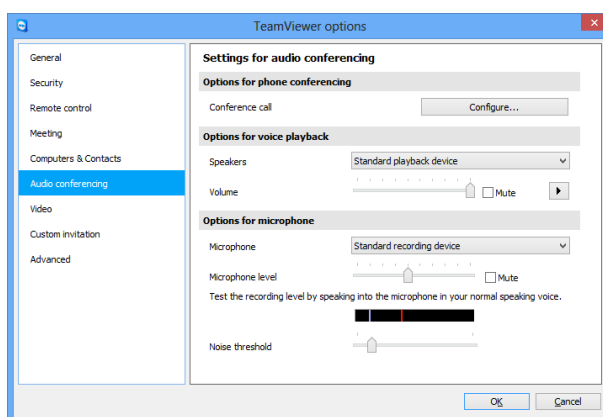 TeamViewer options
General
Security
Remote control
Meeting
Computers & Contacts
Audio conferencing
Video
Custom invitation
Advanced
Settings for audio conferencing
Options for phone conferencing
Conference call
Configure...
Options for voice playback
Speakers
Standard playback device
Volume
Mute
Options for microphone
Microphone
Standard recording device
Microphone level
Mute
Test the recording level by speaking into the microphone in your normal speaking voice.
Noise threshold
OK
Cancel